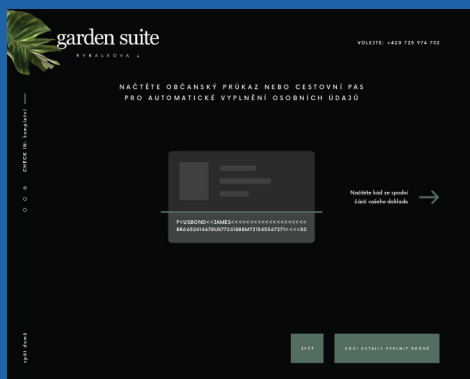 garden suite
RYBALKOVA
VOLEJTE: +420 725 974 702
NAČTĚTE OBČANSKÝ PRŮKAZ NEBO CESTOVNÍ PAS
PRO AUTOMATICKÉ VYPLNĚNÍ OSOBNÍCH ÚDAJŮ
CHECK IN: kompletní
P<USBOND<<JAMES<<<<<<<<<<<<<<<<<<<<<
Načtěte kód ze spodní
části vašeho dokladu
zpět domů
ZPĚT
CHCI DETAILY VYPLNIT RUČNĚ